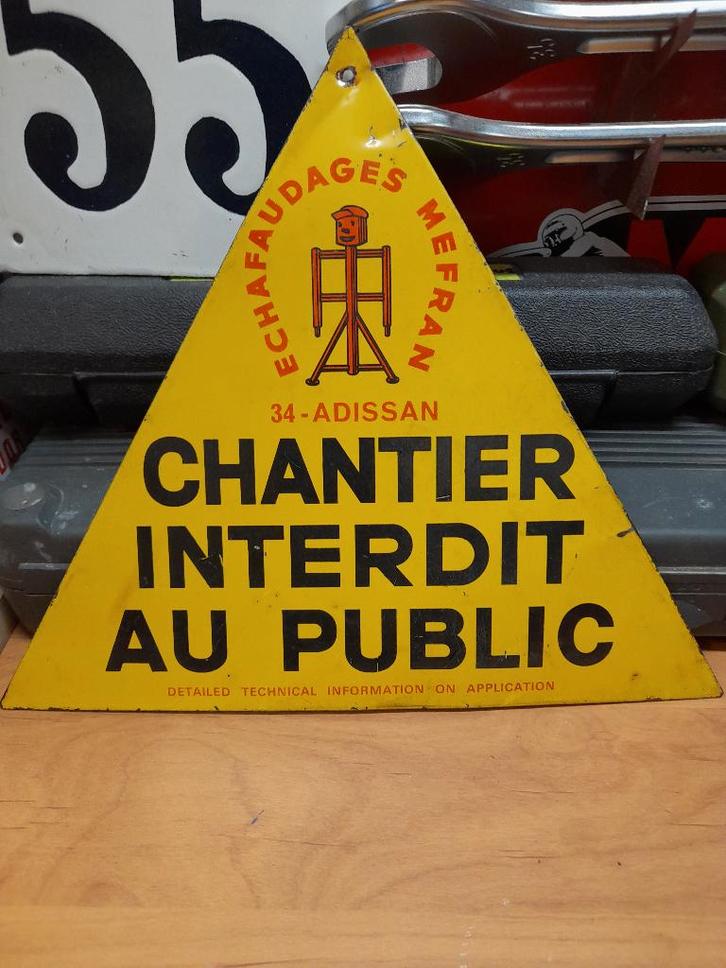 55
ECHAFAUDAGES MEFRAN
34-ADISSAN
CHANTIER
INTERDIT
AU PUBLIC
DETAILED TECHNICAL INFORMATION ON APPLICATION